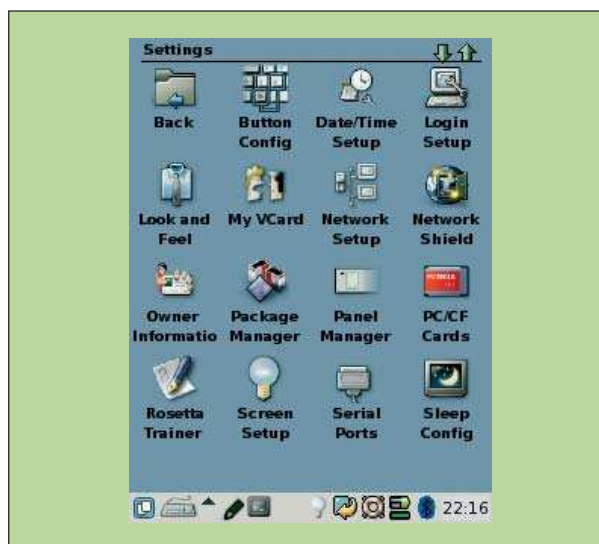 Settings
Back
Button
Config
Date/Time
Setup
Login
Setup
Look and
Feel
My VCard
Network
Setup
Network
Shield
Owner
Informatio
Package
Manager
Panel
Manager
PC/CF
Cards
Rosetta
Trainer
Screen
Setup
Serial
Ports
Sleep
Config
22:16